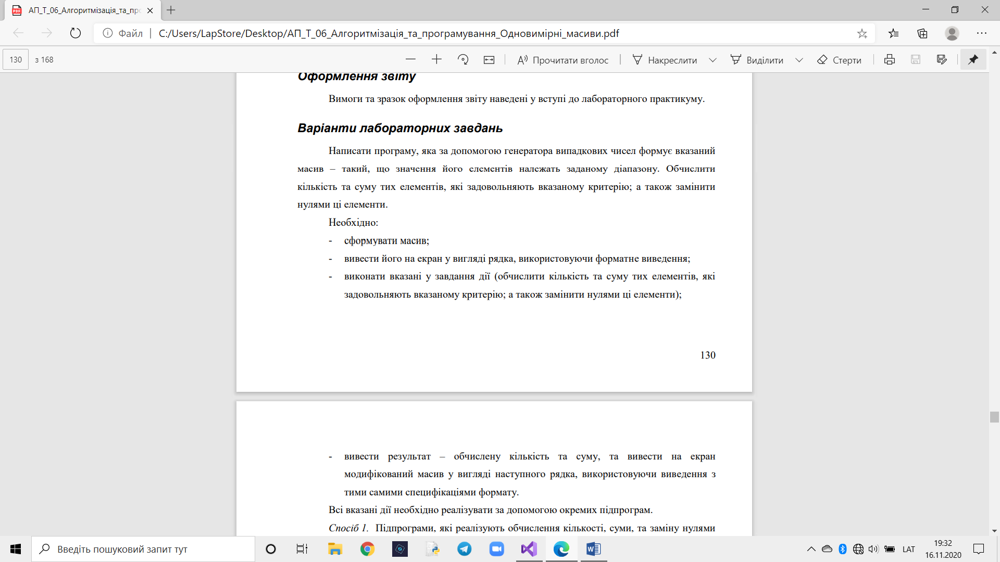 АП_Т_06_Алгоритмізація_та_про
Файл | C:/Users/LapStore/Desktop/АП_Т_06_Алгоритмізація_та_програмування_Одновимірні_масиви.pdf
130 з 168 Прочитати вголос Накреслити Виділити Стерти
Оформлення звіту
Вимоги та зразок оформлення звіту наведені у вступі до лабораторного практикуму.
Варіанти лабораторних завдань
Написати програму, яка за допомогою генератора випадкових чисел формує вказаний
масив – такий, що значення його елементів належать заданому діапазону. Обчислити
кількість та суму тих елементів, які задовольняють вказаному критерію; а також замінити
нулями ці елементи.
Необхідно:
- сформувати масив;
- вивести його на екран у вигляді рядка, використовуючи форматне виведення;
- виконати вказані у завдання дії (обчислити кількість та суму тих елементів, які
задовольняють вказаному критерію; а також замінити нулями ці елементи);
130
- вивести результат – обчислену кількість та суму, та вивести на екран
модифікований масив у вигляді наступного рядка, використовуючи виведення з
тими самими специфікаціями формату.
Всі вказані дії необхідно реалізувати за допомогою окремих підпрограм.
Спосіб 1. Підпрограми, які реалізують обчислення кількості, суми, та заміну нулями
Введіть пошуковий запит тут
LAT
19:32
16.11.2020